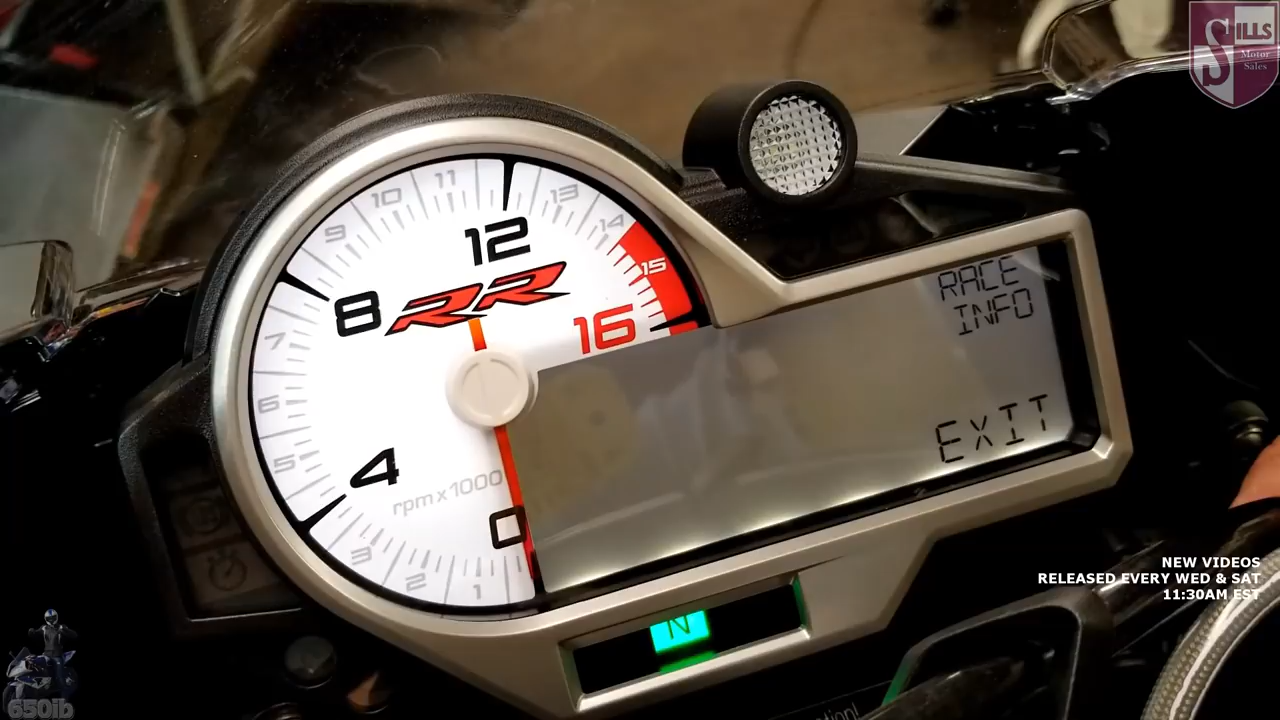 SILLS
Motor
Sales
10
11
13
9
12
14
15
RR
8
16
7
6
5
4
rpm x 1000
0
3
2
1
RACE
INFO
EXIT
N
NEW VIDEOS
RELEASED EVERY WED & SAT
11:30AM EST
650ib